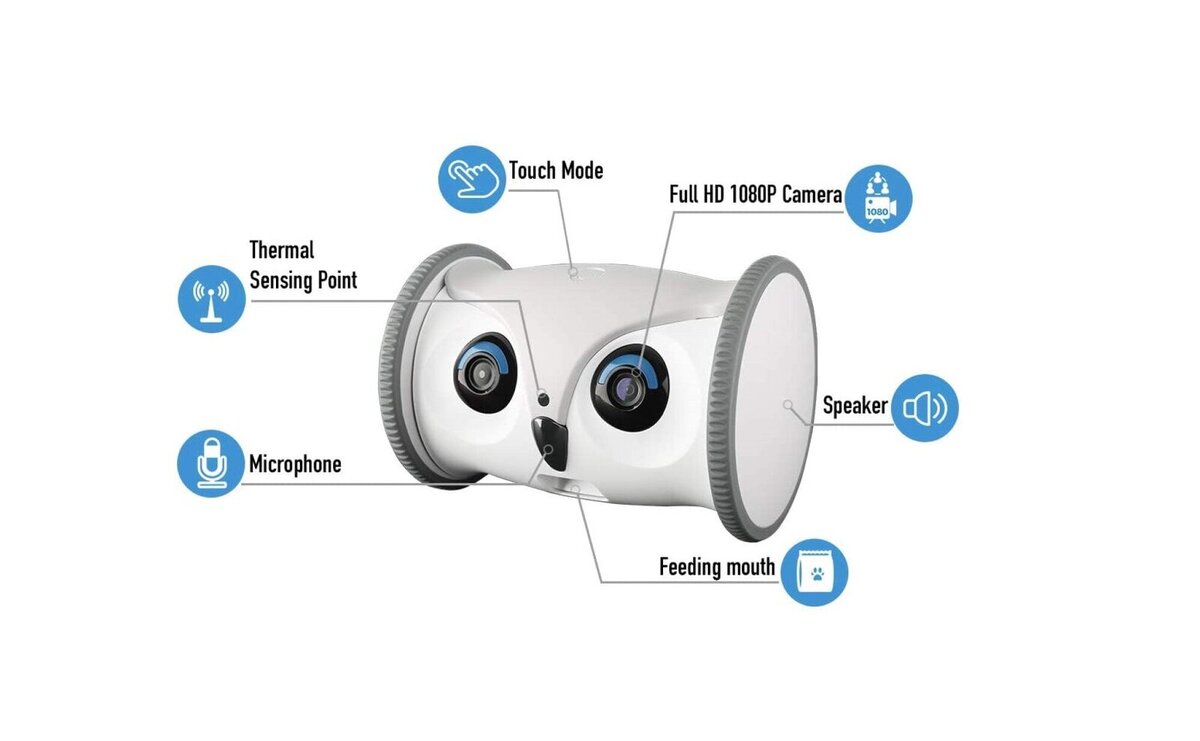 Touch Mode
Full HD 1080P Camera
1080
Thermal
Sensing Point
Speaker
Microphone
Feeding mouth